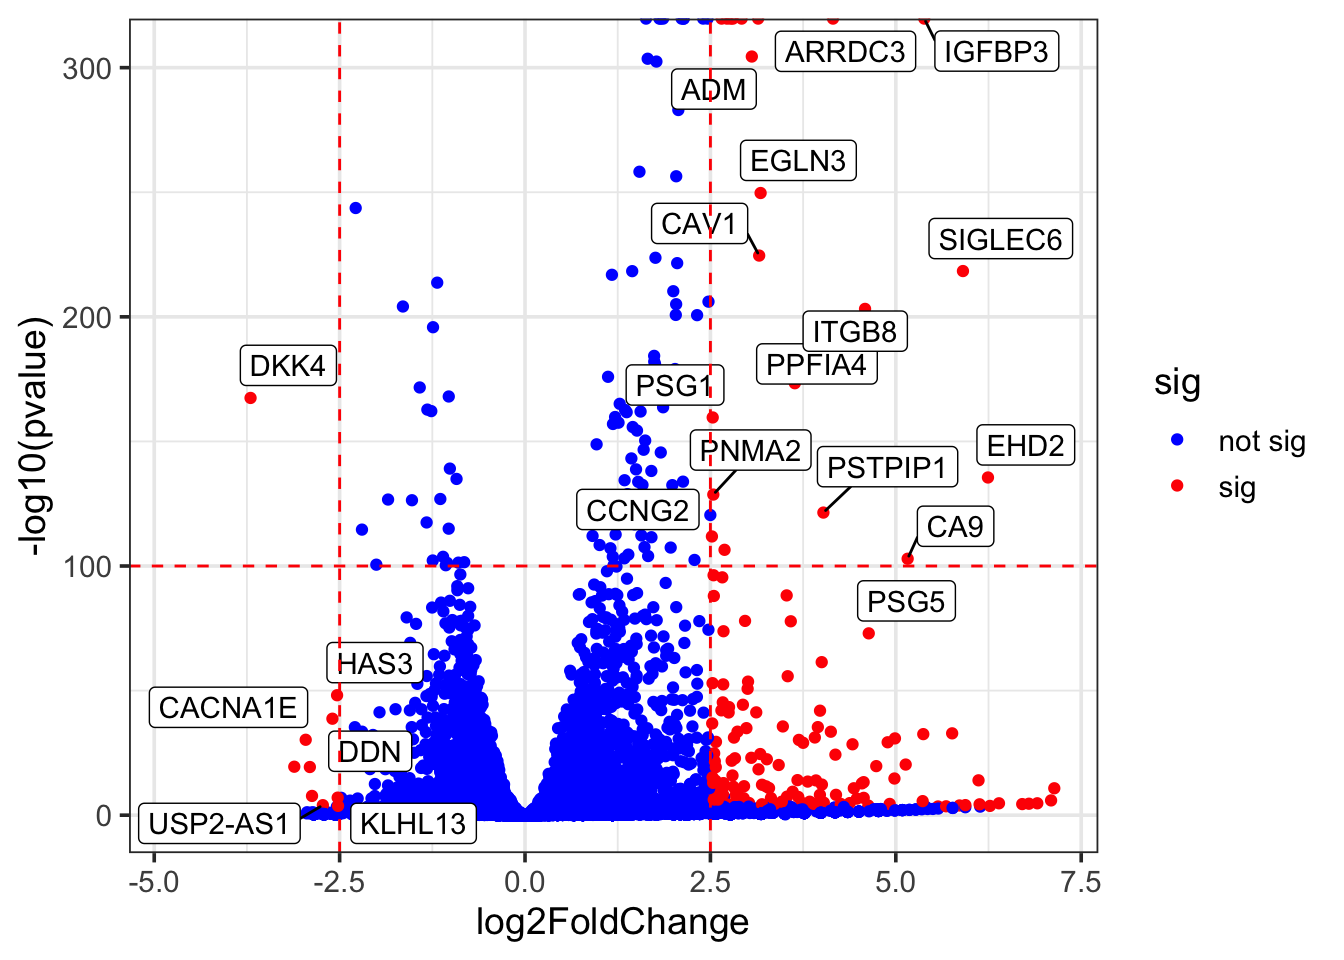 ARRDC3
IGFBP3
ADM
EGLN3
CAV1
SIGLEC6
ITGB8
PPFIA4
DKK4
PSG1
PNMA2
PSTPIP1
EHD2
CCNG2
CA9
PSG5
HAS3
CACNA1E
DDN
USP2-AS1
KLHL13
300
200
100
0
-log10(pvalue)
-5.0
-2.5
0.0
2.5
5.0
7.5
log2FoldChange
sig
not sig
sig